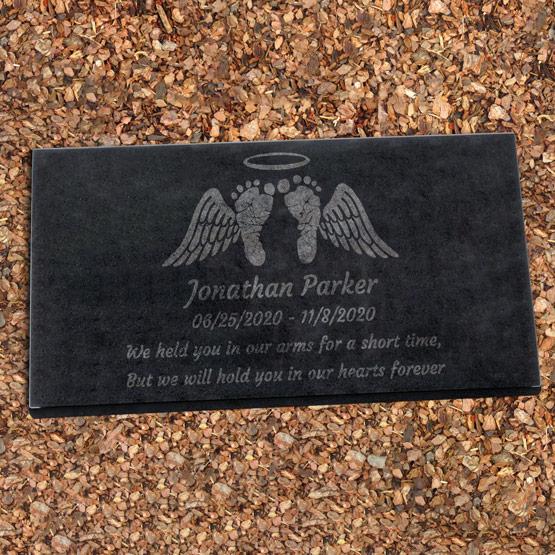 Jonathan Parker
06/25/2020 - 11/8/2020
We held you in our arms for a short time,
But we will hold you in our hearts forever